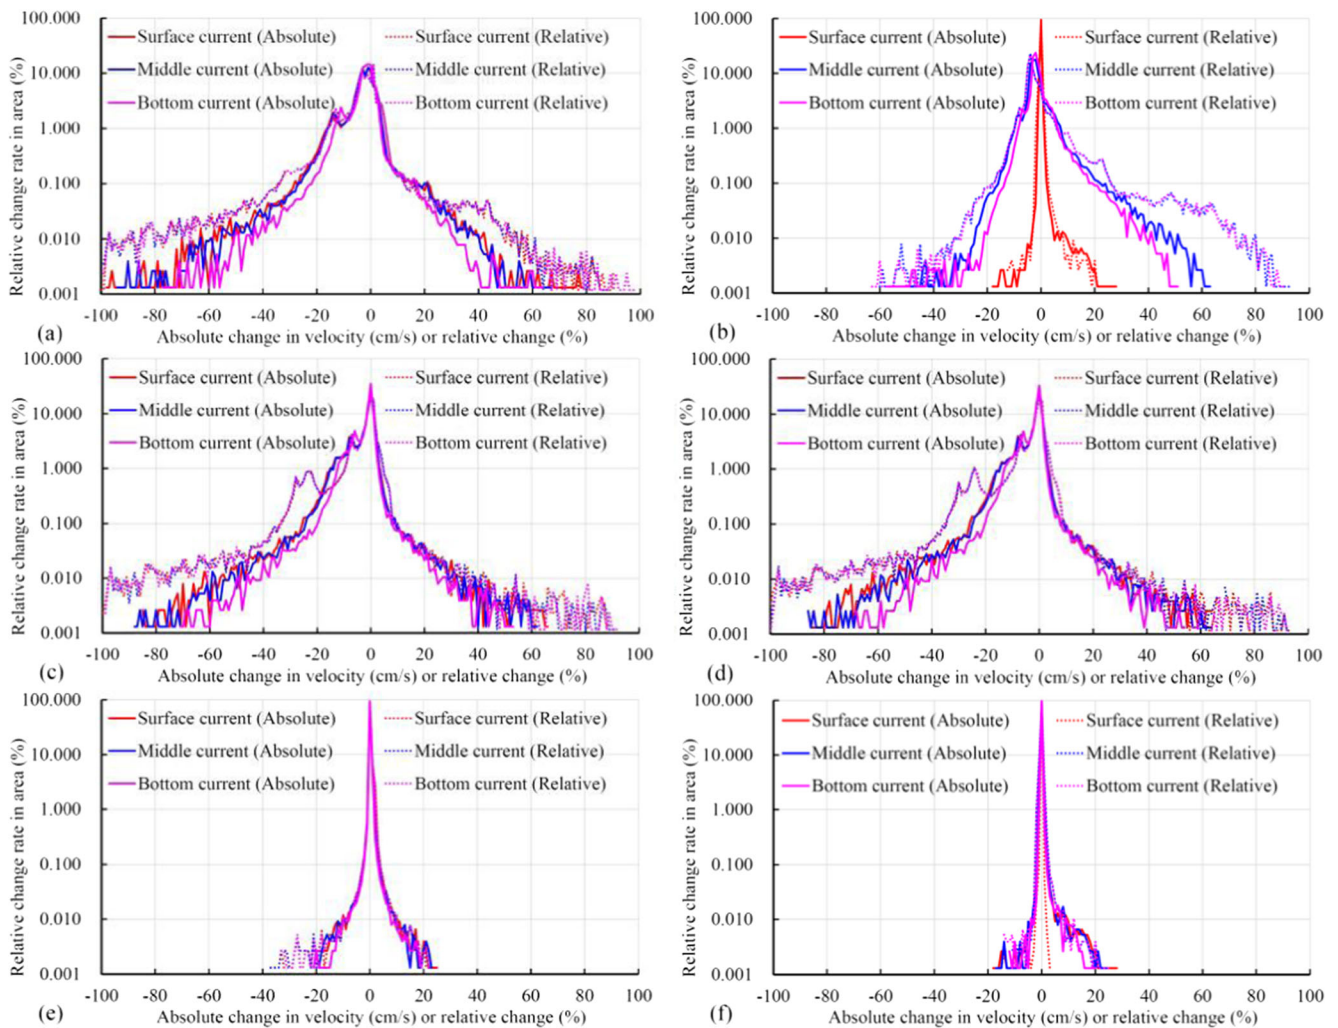 Relative change rate in area (%)
100.000
10.000
1.000
0.100
0.010
0.001
Surface current (Absolute) Surface current (Relative)
Middle current (Absolute) Middle current (Relative)
Bottom current (Absolute) Bottom current (Relative)
-100 -80 -60 -40 -20 0 20 40 60 80 100
(a) Absolute change in velocity (cm/s) or relative change (%)
Relative change rate in area (%)
100.000
10.000
1.000
0.100
0.010
0.001
Surface current (Absolute) Surface current (Relative)
Middle current (Absolute) Middle current (Relative)
Bottom current (Absolute) Bottom current (Relative)
-100 -80 -60 -40 -20 0 20 40 60 80 100
(b) Absolute change in velocity (cm/s) or relative change (%)
Relative change rate in area (%)
100.000
10.000
1.000
0.100
0.010
0.001
Surface current (Absolute) Surface current (Relative)
Middle current (Absolute) Middle current (Relative)
Bottom current (Absolute) Bottom current (Relative)
-100 -80 -60 -40 -20 0 20 40 60 80 100
(c) Absolute change in velocity (cm/s) or relative change (%)
Relative change rate in area (%)
100.000
10.000
1.000
0.100
0.010
0.001
Surface current (Absolute) Surface current (Relative)
Middle current (Absolute) Middle current (Relative)
Bottom current (Absolute) Bottom current (Relative)
-100 -80 -60 -40 -20 0 20 40 60 80 100
(d) Absolute change in velocity (cm/s) or relative change (%)
Relative change rate in area (%)
100.000
10.000
1.000
0.100
0.010
0.001
Surface current (Absolute) Surface current (Relative)
Middle current (Absolute) Middle current (Relative)
Bottom current (Absolute) Bottom current (Relative)
-100 -80 -60 -40 -20 0 20 40 60 80 100
(e) Absolute change in velocity (cm/s) or relative change (%)
Relative change rate in area (%)
100.000
10.000
1.000
0.100
0.010
0.001
Surface current (Absolute) Surface current (Relative)
Middle current (Absolute) Middle current (Relative)
Bottom current (Absolute) Bottom current (Relative)
-100 -80 -60 -40 -20 0 20 40 60 80 100
(f) Absolute change in velocity (cm/s) or relative change (%)